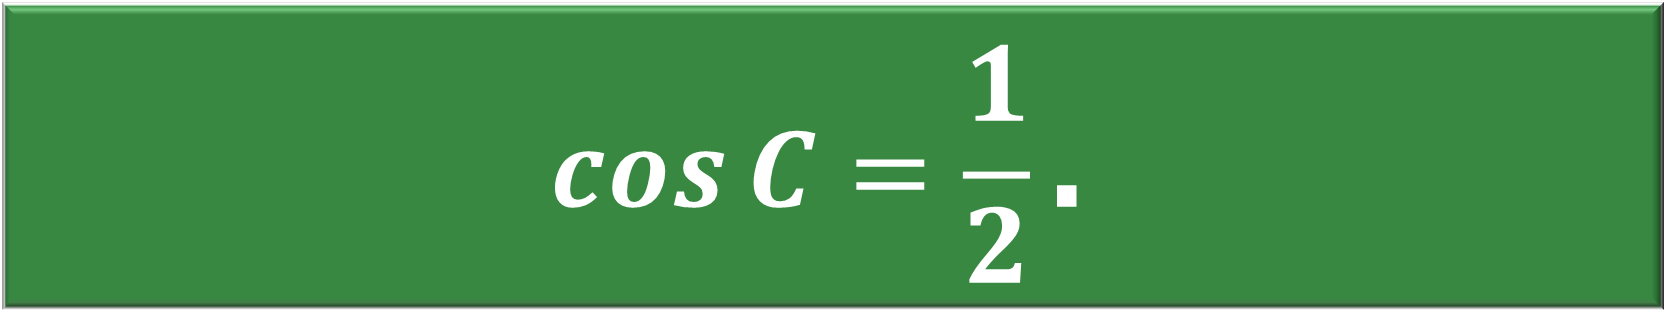 cos C = 1/2.